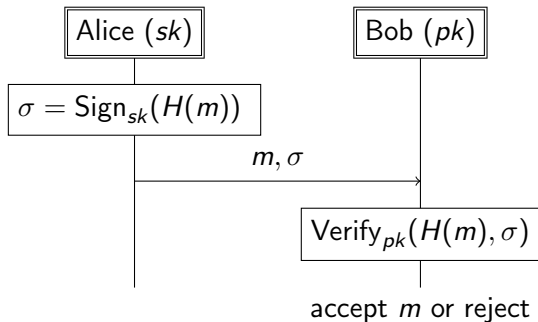 Alice (sk)
Bob (pk)
σ = Sign_sk(H(m))
m, σ
Verify_pk(H(m), σ)
accept m or reject